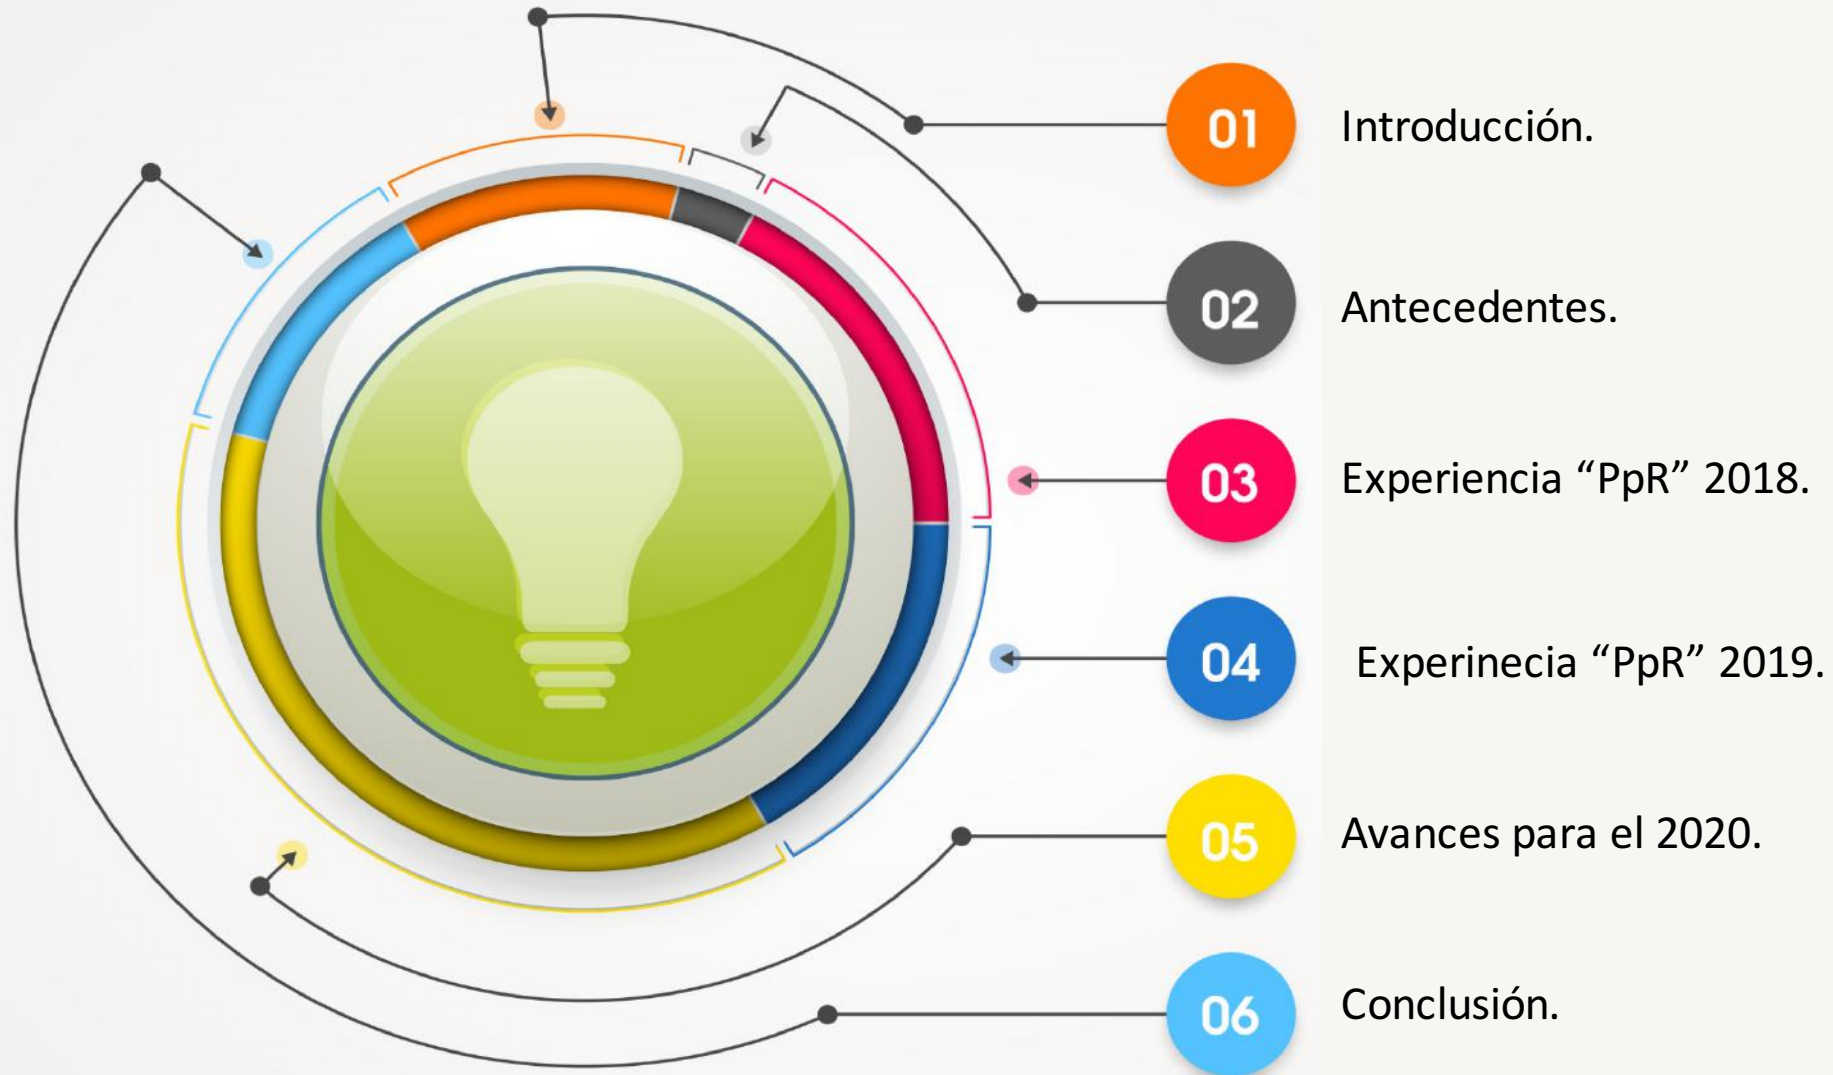 01 Introducción.
02 Antecedentes.
03 Experiencia “PpR” 2018.
04 Experinecia “PpR” 2019.
05 Avances para el 2020.
06 Conclusión.